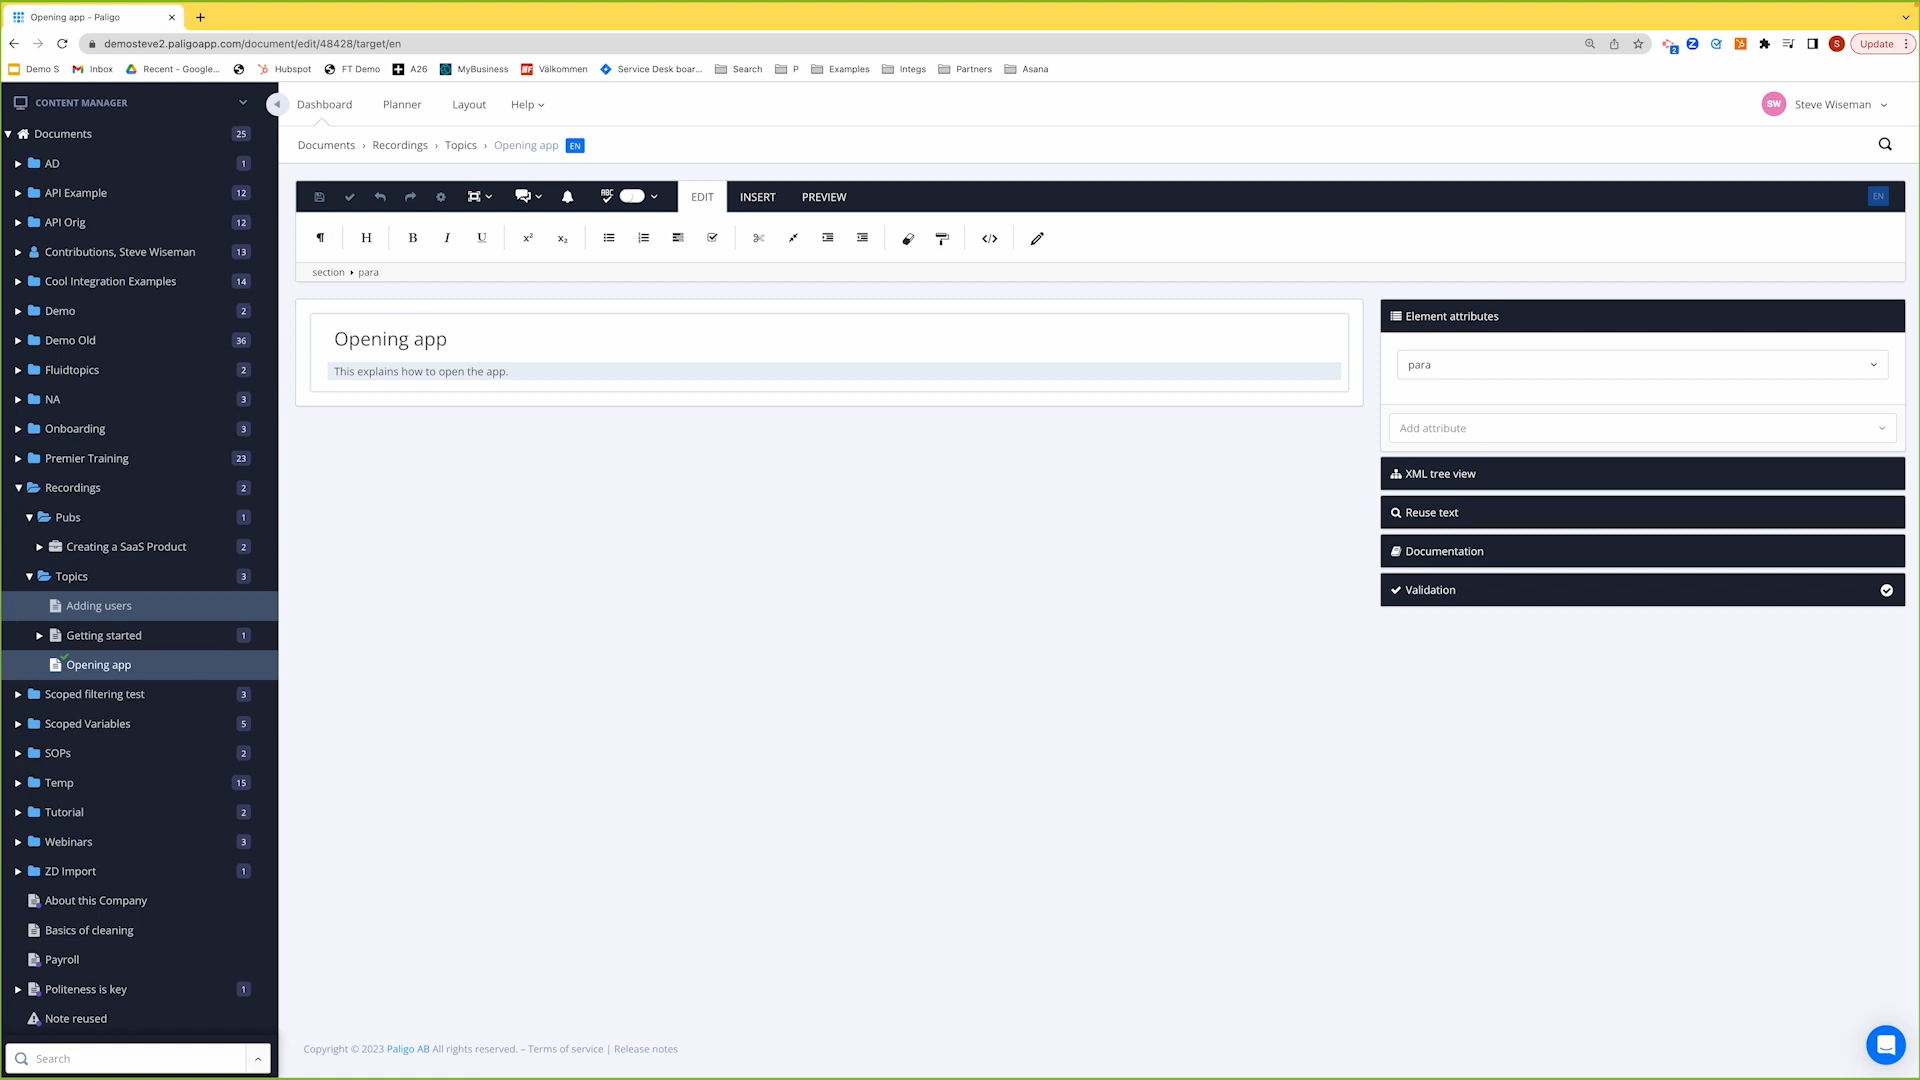 Opening app - Paligo
demosteve2.paligoapp.com/document/edit/48428/target/en
S
Update
Demo S
Inbox
Recent - Google...
Hubspot
FT Demo
A26
MyBusiness
Välkommen
Service Desk boar...
Search
P
Examples
Integs
Partners
Asana
CONTENT MANAGER
Dashboard
Planner
Layout
Help
SW
Steve Wiseman
Documents › Recordings › Topics › Opening app EN
ABC
EDIT
INSERT
PREVIEW
EN
¶ H B I U x² x₂
section ▸ para
Opening app
This explains how to open the app.
Element attributes
para
Add attribute
XML tree view
Reuse text
Documentation
Validation
Documents 25
AD 1
API Example 12
API Orig 12
Contributions, Steve Wiseman 13
Cool Integration Examples 14
Demo 2
Demo Old 36
Fluidtopics 2
NA 3
Onboarding 3
Premier Training 23
Recordings 2
Pubs 1
Creating a SaaS Product 2
Topics 3
Adding users
Getting started 1
Opening app
Scoped filtering test 3
Scoped Variables 5
SOPs 2
Temp 15
Tutorial 2
Webinars 3
ZD Import 1
About this Company
Basics of cleaning
Payroll
Politeness is key 1
Note reused
Search
Copyright © 2023 Paligo AB All rights reserved. – Terms of service | Release notes